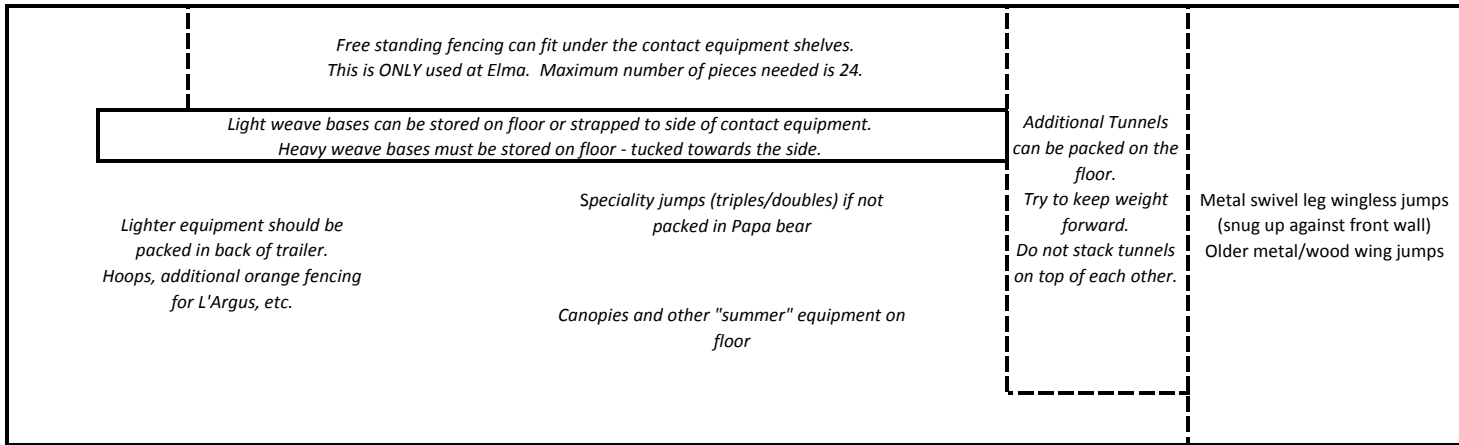 Free standing fencing can fit under the contact equipment shelves.
This is ONLY used at Elma.  Maximum number of pieces needed is 24.
Light weave bases can be stored on floor or strapped to side of contact equipment.
Heavy weave bases must be stored on floor - tucked towards the side.
Lighter equipment should be
packed in back of trailer.
Hoops, additional orange fencing
for L'Argus, etc.
Speciality jumps (triples/doubles) if not
packed in Papa bear
Canopies and other "summer" equipment on
floor
Additional Tunnels
can be packed on the
floor.
Try to keep weight
forward.
Do not stack tunnels
on top of each other.
Metal swivel leg wingless jumps
(snug up against front wall)
Older metal/wood wing jumps